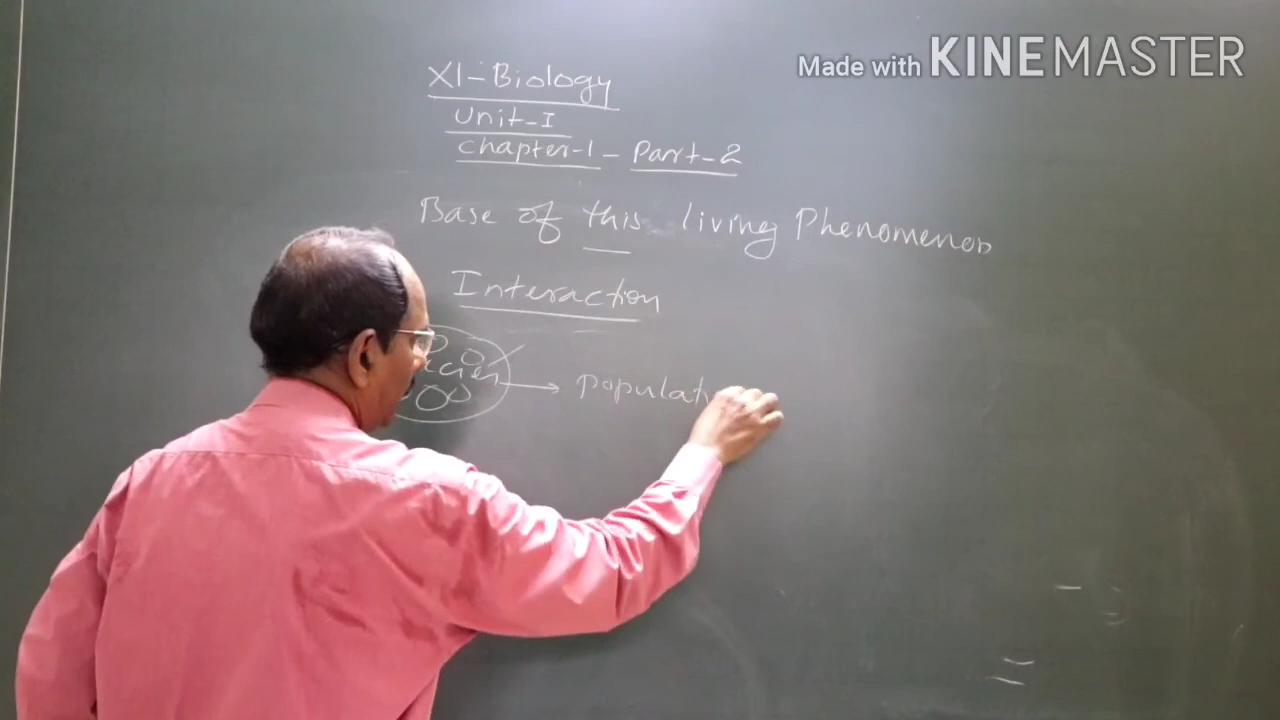 Made with KINEMASTER
XI-Biology
Unit-I
Chapter-1 - Part-2
Base of this living Phenomenon
Interaction